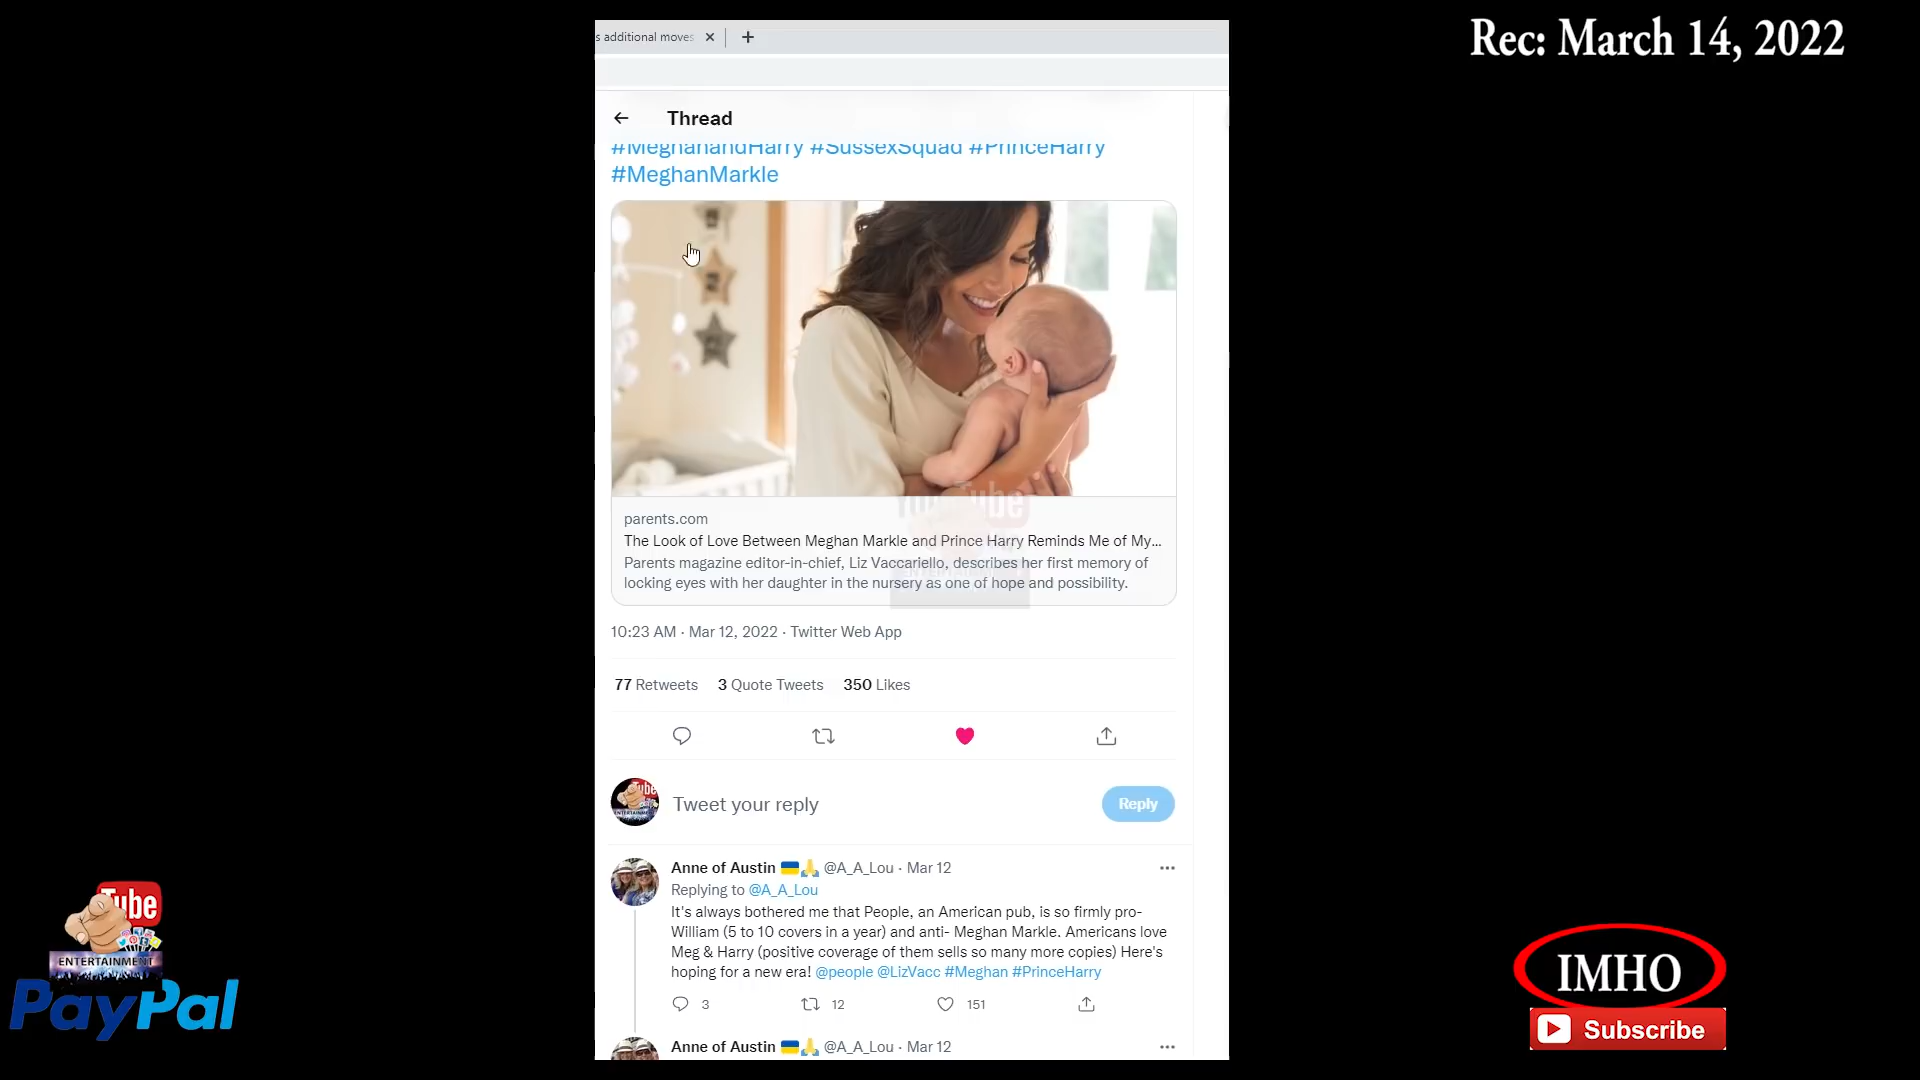 Rec: March 14, 2022
s additional moves
Thread
#MeghanandHarry #SussexSquad #PrinceHarry
#MeghanMarkle
parents.com
The Look of Love Between Meghan Markle and Prince Harry Reminds Me of My...
Parents magazine editor-in-chief, Liz Vaccariello, describes her first memory of
locking eyes with her daughter in the nursery as one of hope and possibility.
YouTube
ENTERTAINMENT
10:23 AM · Mar 12, 2022 · Twitter Web App
77 Retweets 3 Quote Tweets 350 Likes
Tube
ENTERTAINMENT
Tweet your reply
Reply
Anne of Austin 🇺🇦🙏 @A_A_Lou · Mar 12
Replying to @A_A_Lou
It's always bothered me that People, an American pub, is so firmly pro-
William (5 to 10 covers in a year) and anti- Meghan Markle. Americans love
Meg & Harry (positive coverage of them sells so many more copies) Here's
hoping for a new era! @people @LizVacc #Meghan #PrinceHarry
3 12 151
Anne of Austin 🇺🇦🙏 @A_A_Lou · Mar 12
Tube
ENTERTAINMENT
PayPal
IMHO
Subscribe